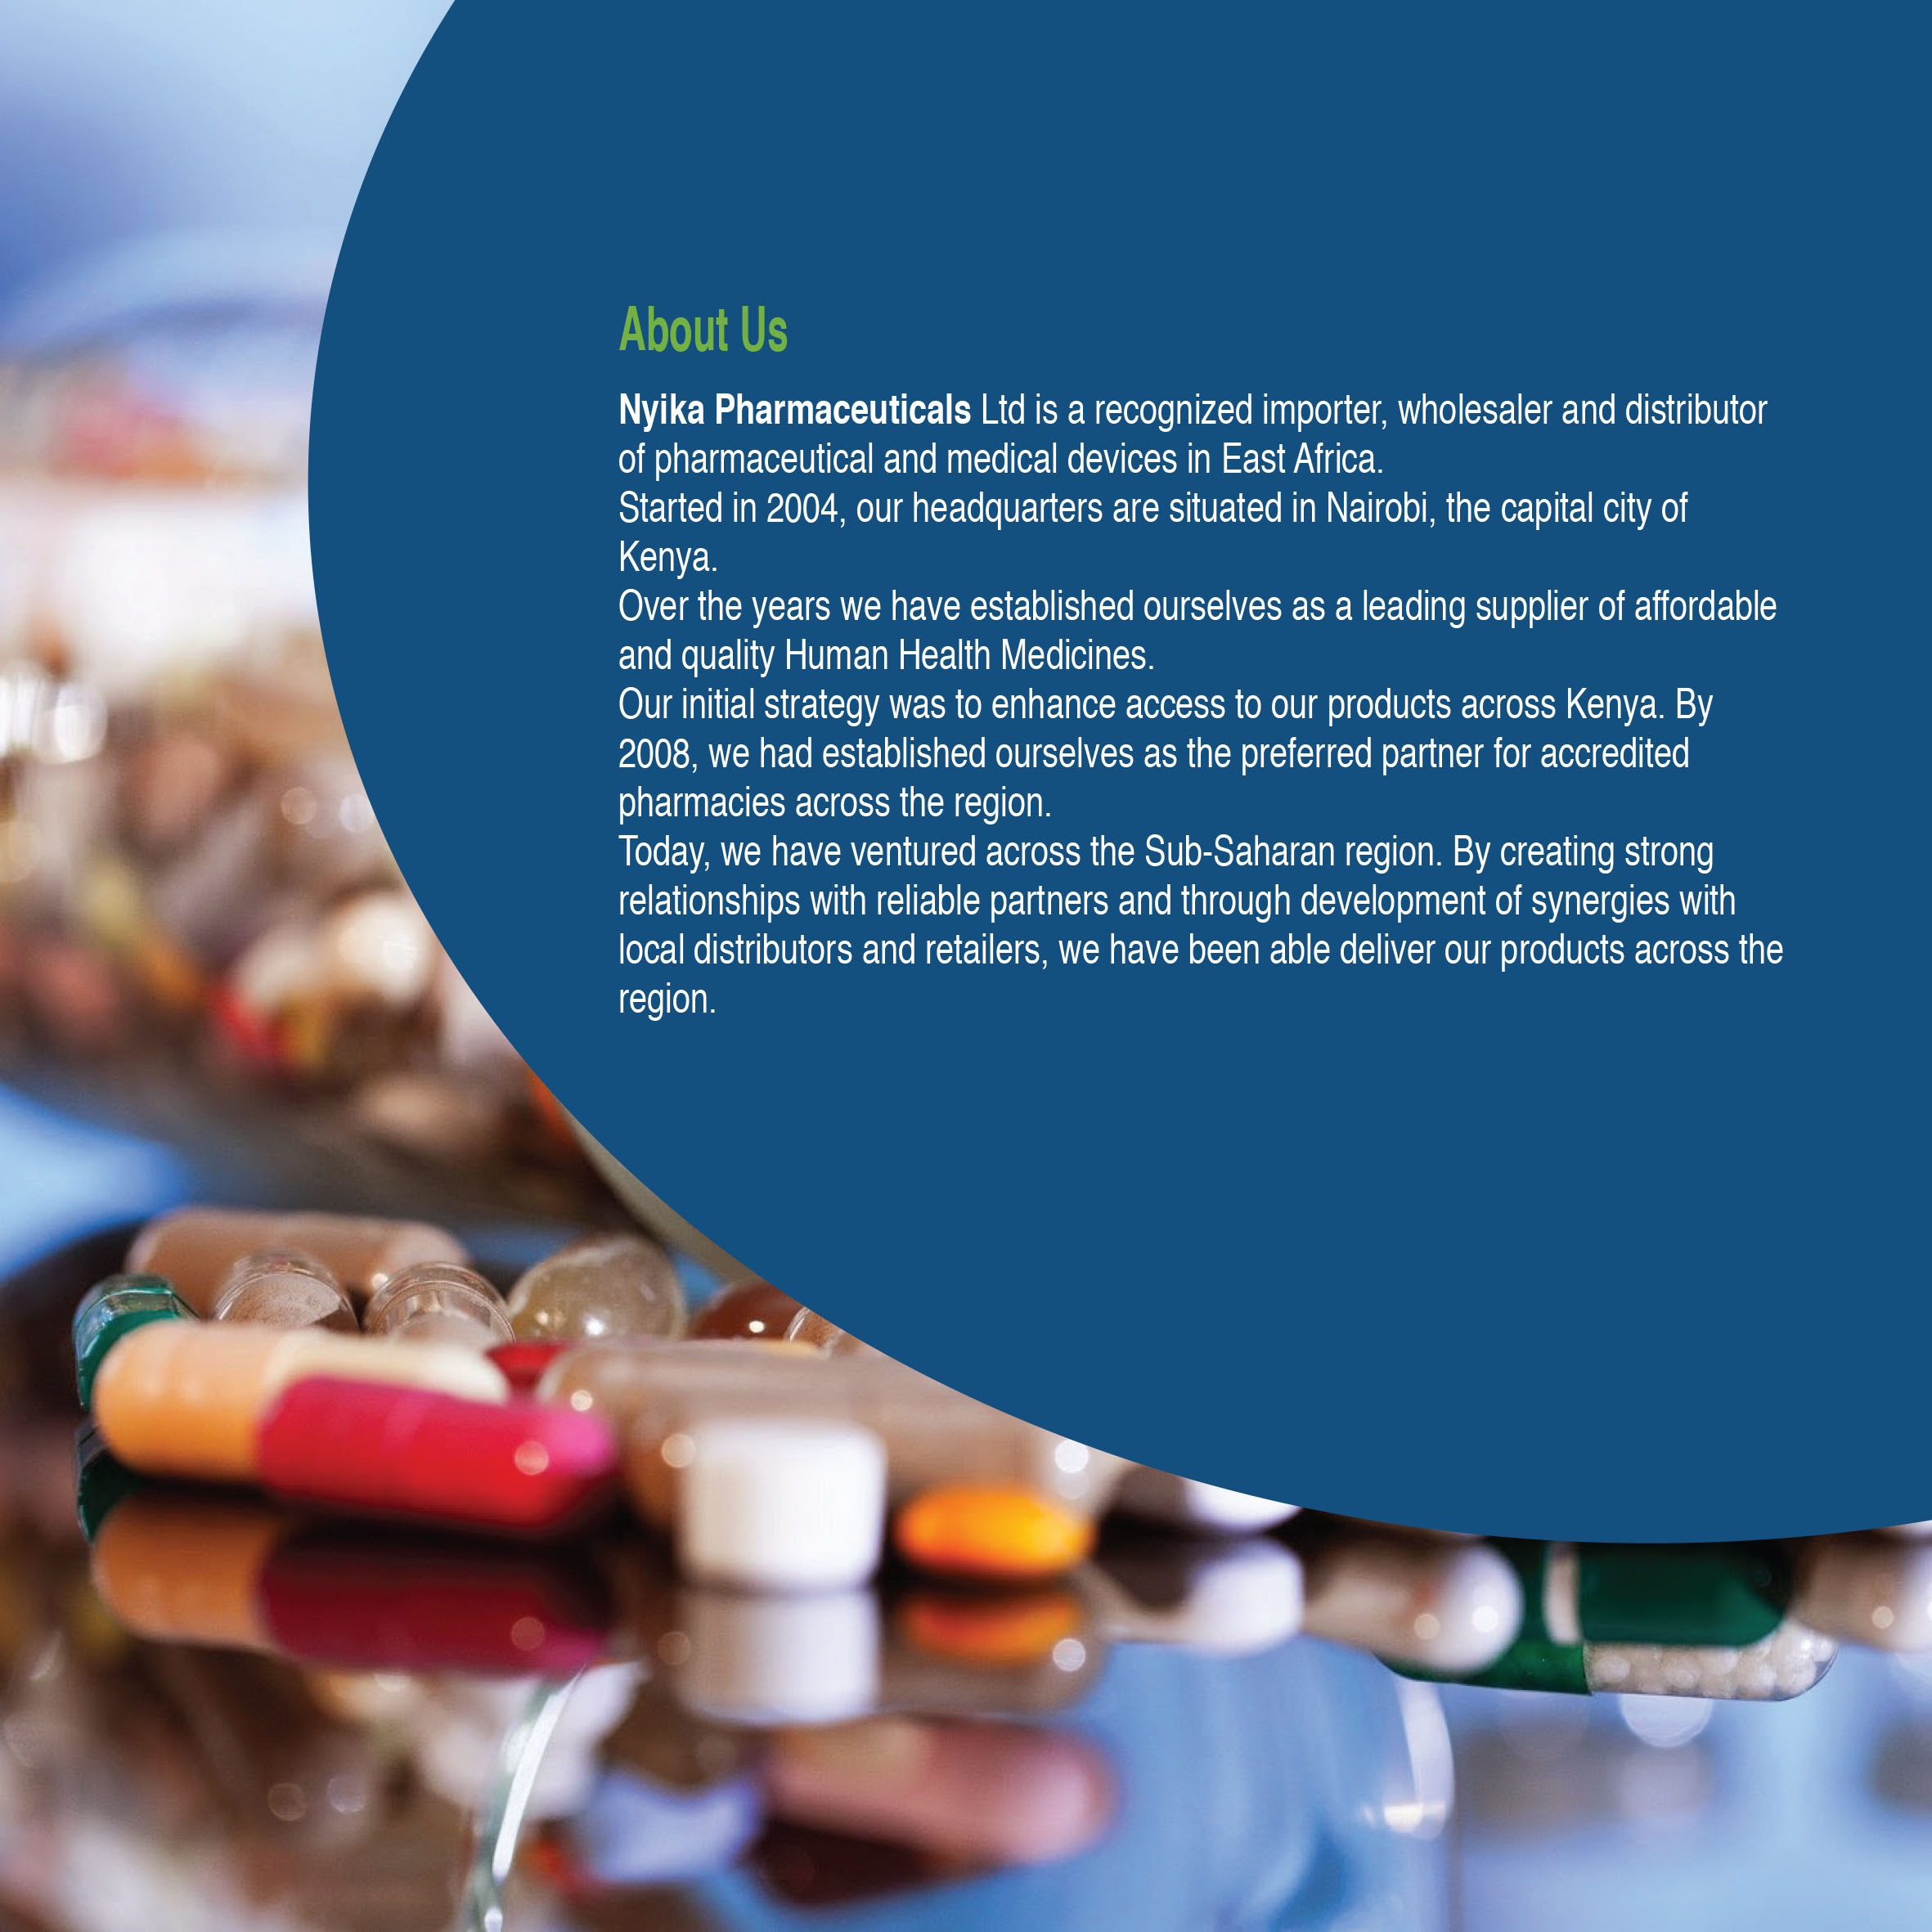 About Us
Nyika Pharmaceuticals Ltd is a recognized importer, wholesaler and distributor
of pharmaceutical and medical devices in East Africa.
Started in 2004, our headquarters are situated in Nairobi, the capital city of
Kenya.
Over the years we have established ourselves as a leading supplier of affordable
and quality Human Health Medicines.
Our initial strategy was to enhance access to our products across Kenya. By
2008, we had established ourselves as the preferred partner for accredited
pharmacies across the region.
Today, we have ventured across the Sub-Saharan region. By creating strong
relationships with reliable partners and through development of synergies with
local distributors and retailers, we have been able deliver our products across the
region.